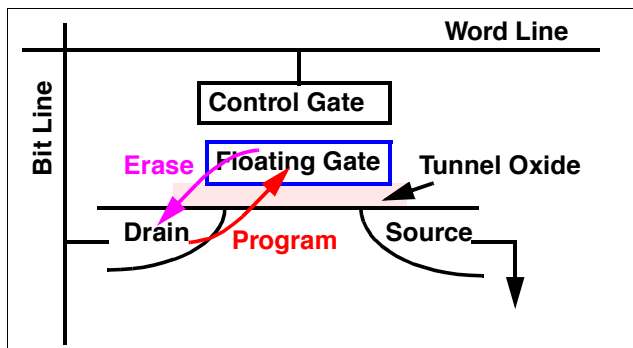 Word Line
Bit Line
Control Gate
Floating Gate
Erase
Tunnel Oxide
Drain
Program
Source